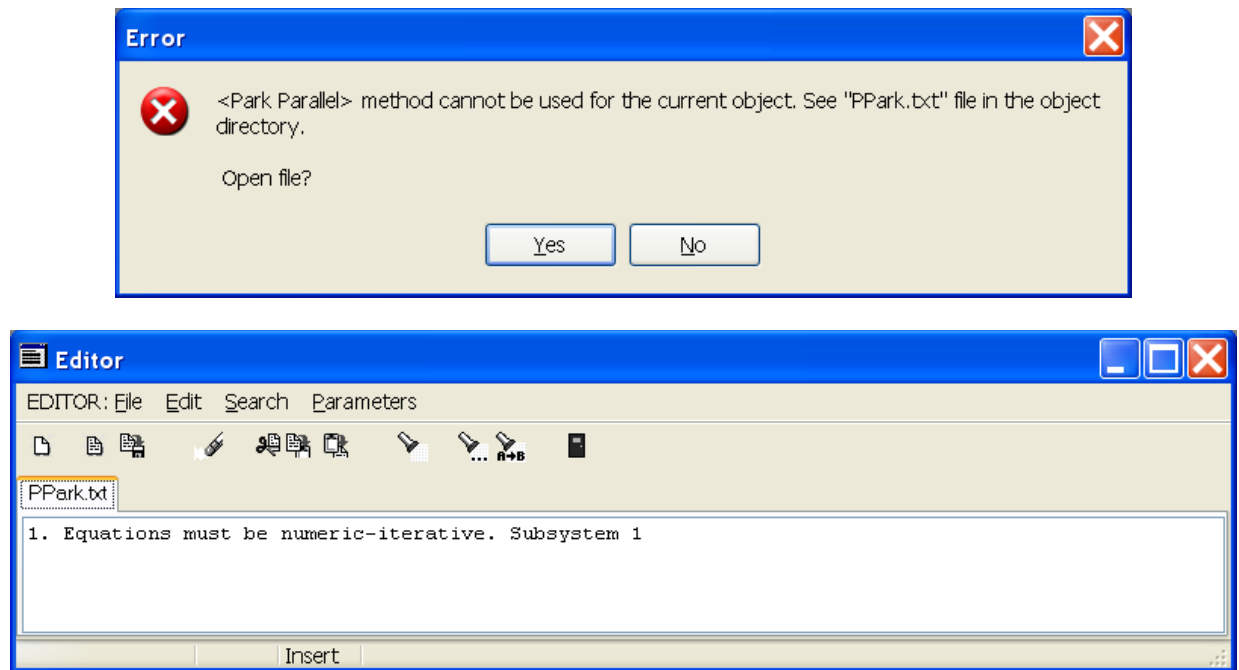 Error
<Park Parallel> method cannot be used for the current object. See "PPark.txt" file in the object
directory.
Open file?
Yes No
Editor
EDITOR: File Edit Search Parameters
... A→B
PPark.txt
1. Equations must be numeric-iterative. Subsystem 1
Insert